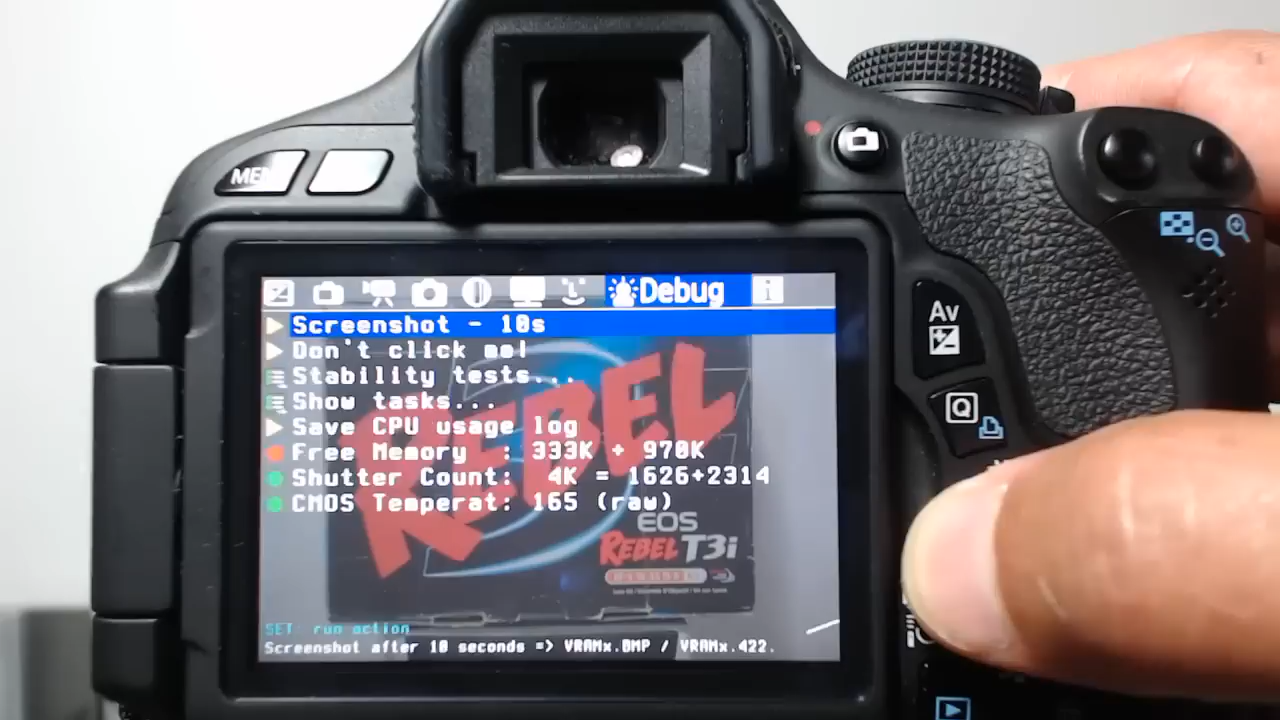 MEN
Av
Q
Debug
Screenshot - 10s
Don't click me!
Stability tests...
Show tasks...
Save CPU usage log
Free Memory : 333K + 970K
Shutter Count: 4K = 1626+2314
CMOS Temperat: 165 (raw)
REBEL
EOS
REBEL T3i
SET: run action
Screenshot after 10 seconds => VRAMx.BMP / VRAMx.422.